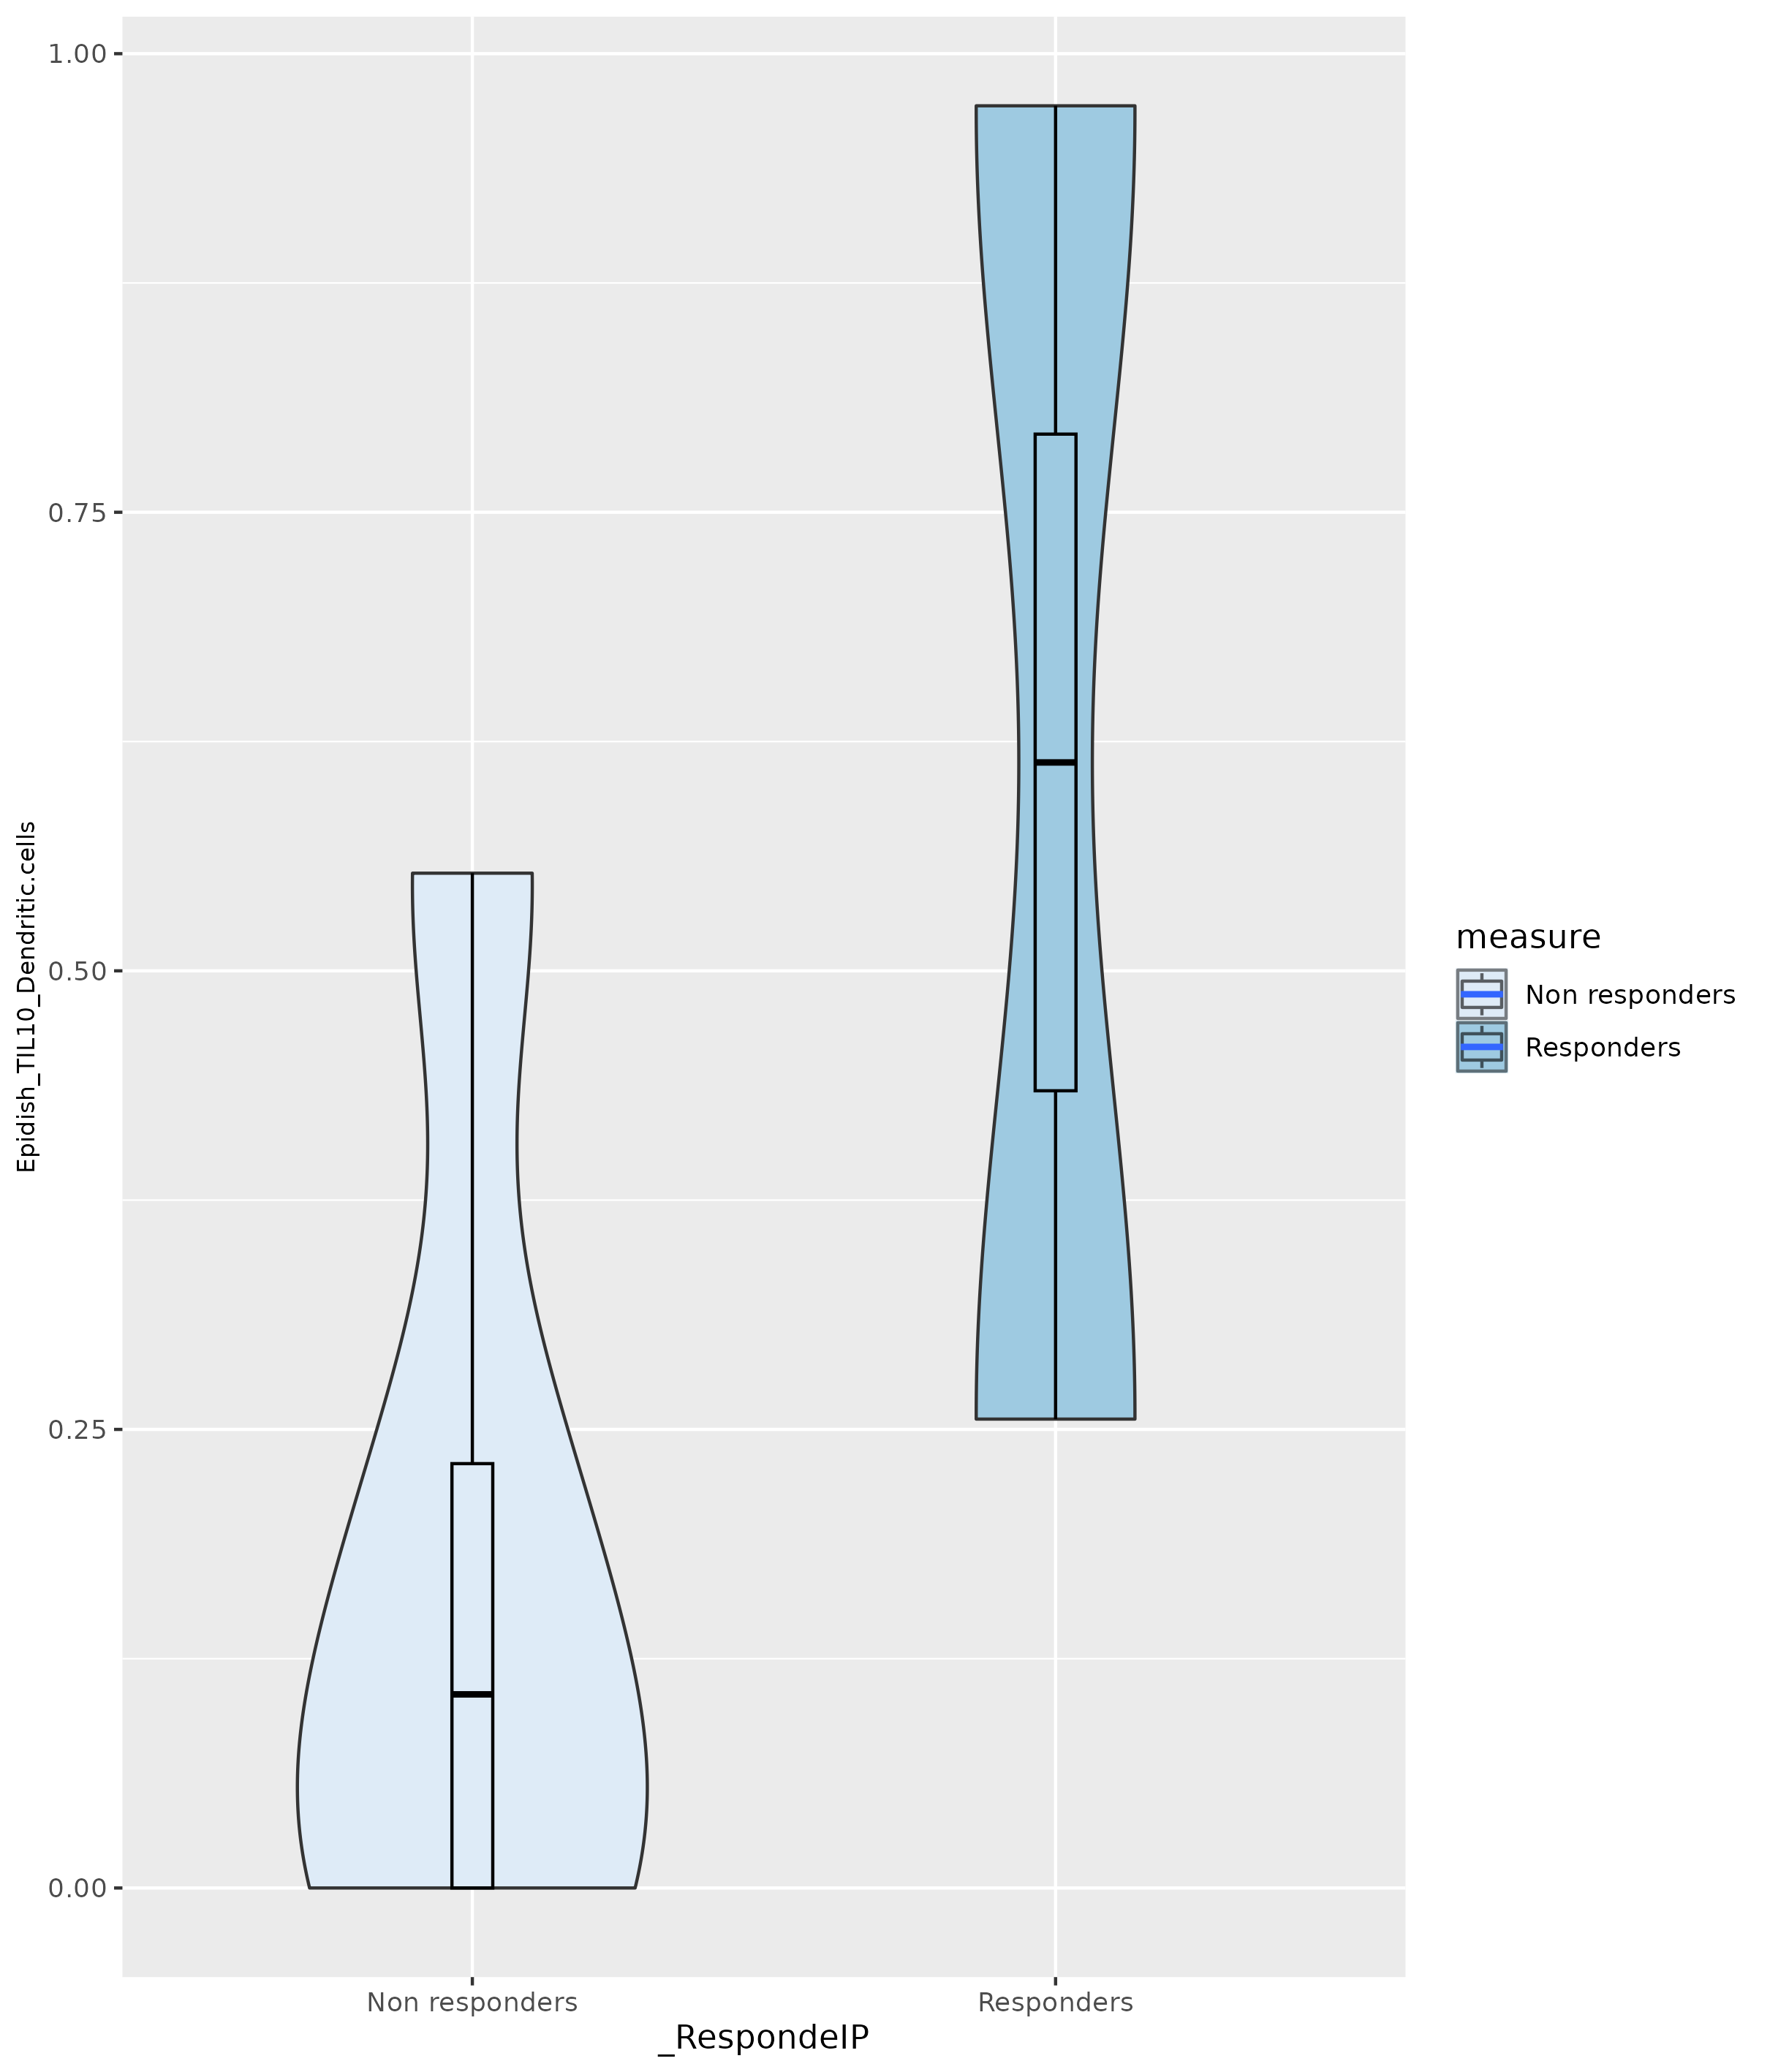 1.00
0.75
0.50
0.25
0.00
Epidish_TIL10_Dendritic.cells
Non responders
Responders
_RespondeIP
measure
Non responders
Responders